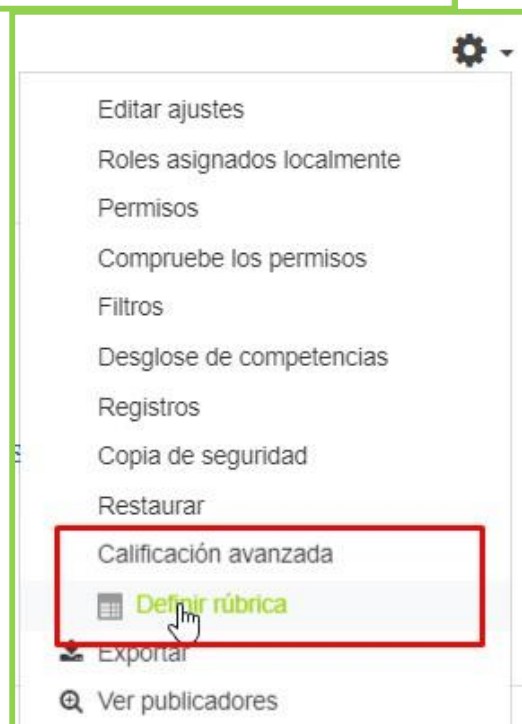 Editar ajustes
Roles asignados localmente
Permisos
Compruebe los permisos
Filtros
Desglose de competencias
Registros
Copia de seguridad
Restaurar
Calificación avanzada
Definir rúbrica
Exportar
Ver publicadores